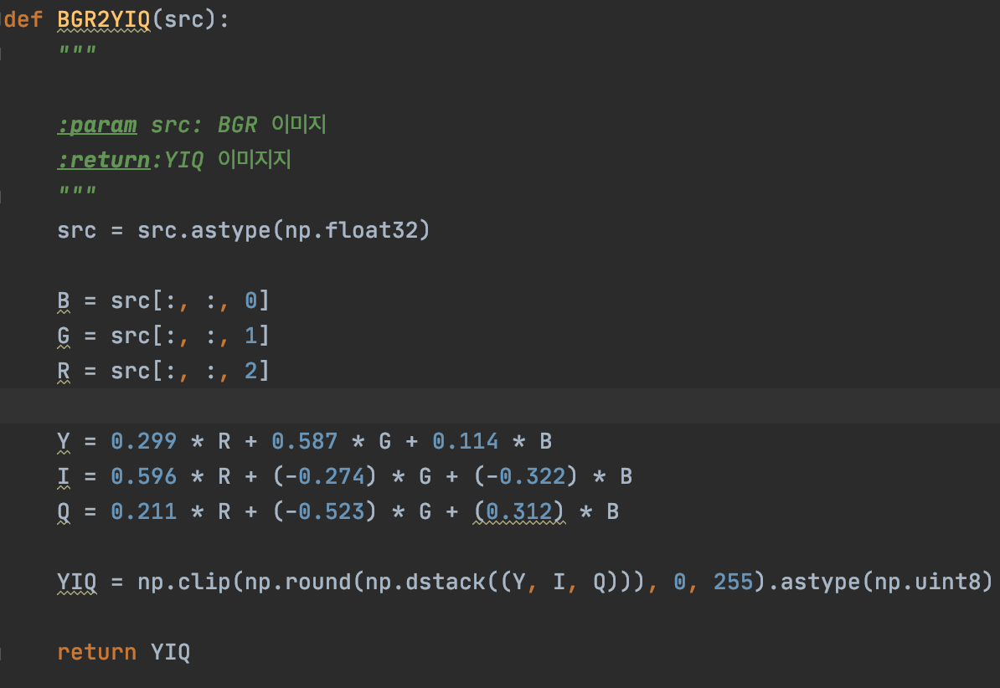 def BGR2YIQ(src):
"""
:param src: BGR 이미지
:return:YIQ 이미지지
"""
src = src.astype(np.float32)
B = src[:, :, 0]
G = src[:, :, 1]
R = src[:, :, 2]
Y = 0.299 * R + 0.587 * G + 0.114 * B
I = 0.596 * R + (-0.274) * G + (-0.322) * B
Q = 0.211 * R + (-0.523) * G + (0.312) * B
YIQ = np.clip(np.round(np.dstack((Y, I, Q))), 0, 255).astype(np.uint8)
return YIQ